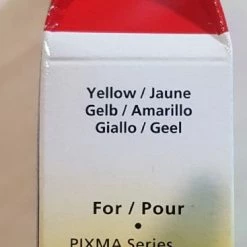 Yellow / Jaune
Gelb / Amarillo
Giallo / Geel
For / Pour
•
PIXMA Series